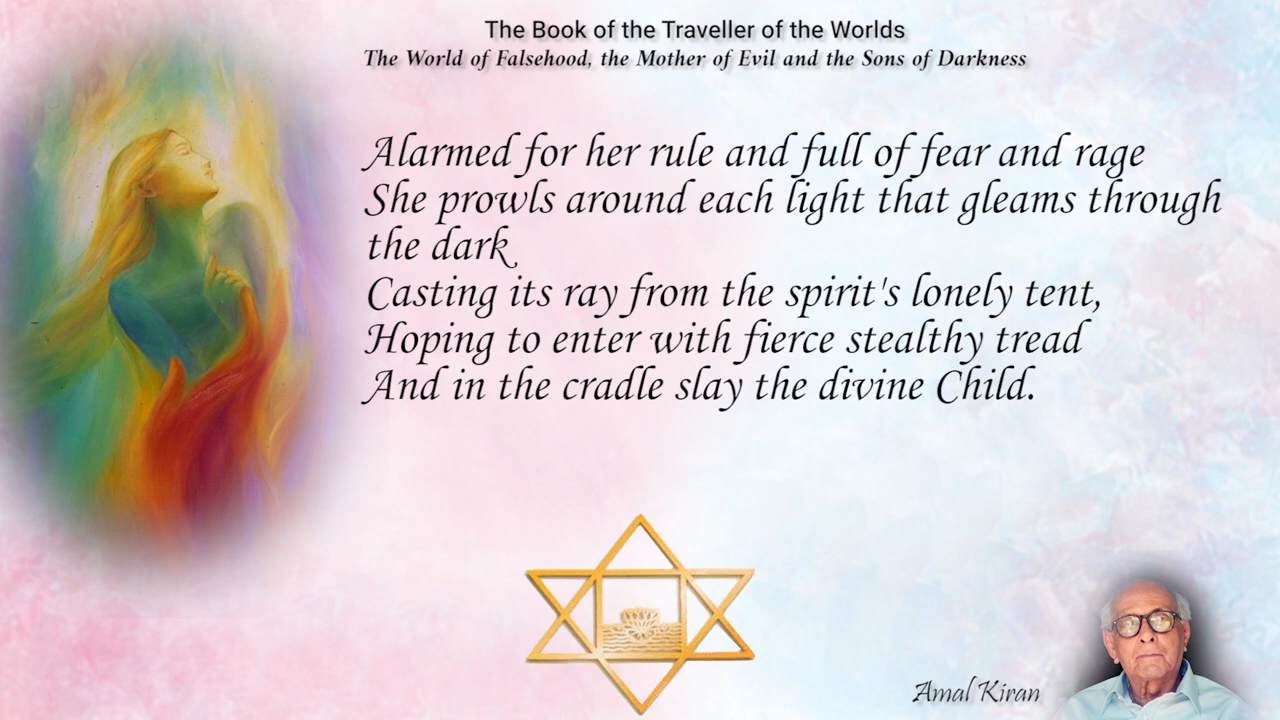 The Book of the Traveller of the Worlds
The World of Falsehood, the Mother of Evil and the Sons of Darkness
Alarmed for her rule and full of fear and rage
She prowls around each light that gleams through
the dark
Casting its ray from the spirit's lonely tent,
Hoping to enter with fierce stealthy tread
And in the cradle slay the divine Child.
Amal Kiran